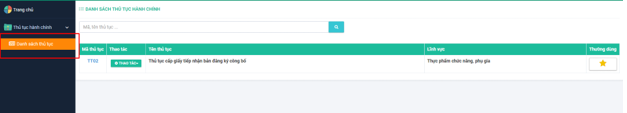 Trang chủ
Thủ tục hành chính
Danh sách thủ tục
DANH SÁCH THỦ TỤC HÀNH CHÍNH
Mã, tên thủ tục ...
Mã thủ tục Thao tác Tên thủ tục Lĩnh vực Thường dùng
TT02 THAO TÁC Thủ tục cấp giấy tiếp nhận bản đăng ký công bố Thực phẩm chức năng, phụ gia